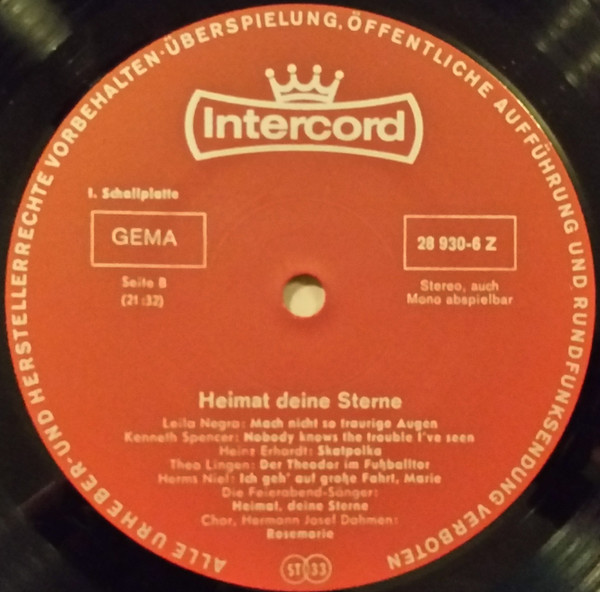 ALLE URHEBER- UND HERSTELLERRECHTE VORBEHALTEN·ÜBERSPIELUNG, ÖFFENTLICHE AUFFÜHRUNG UND RUNDFUNKSENDUNG VERBOTEN
Intercord
I. Schallplatte
GEMA
28 930-6 Z
Seite B
(21:32)
Stereo, auch
Mono abspielbar
Heimat deine Sterne
Leila Negra: Mach nicht so traurige Augen
Kenneth Spencer: Nobody knows the trouble I've seen
Heinz Erhardt: Skatpolka
Theo Lingen: Der Theodor im Fußballtor
Herms Niel: Ich geh' auf große Fahrt, Marie
Die Feierabend-Sänger:
Heimat, deine Sterne
Chor, Hermann Josef Dahmen:
Rosemarie
ST 33